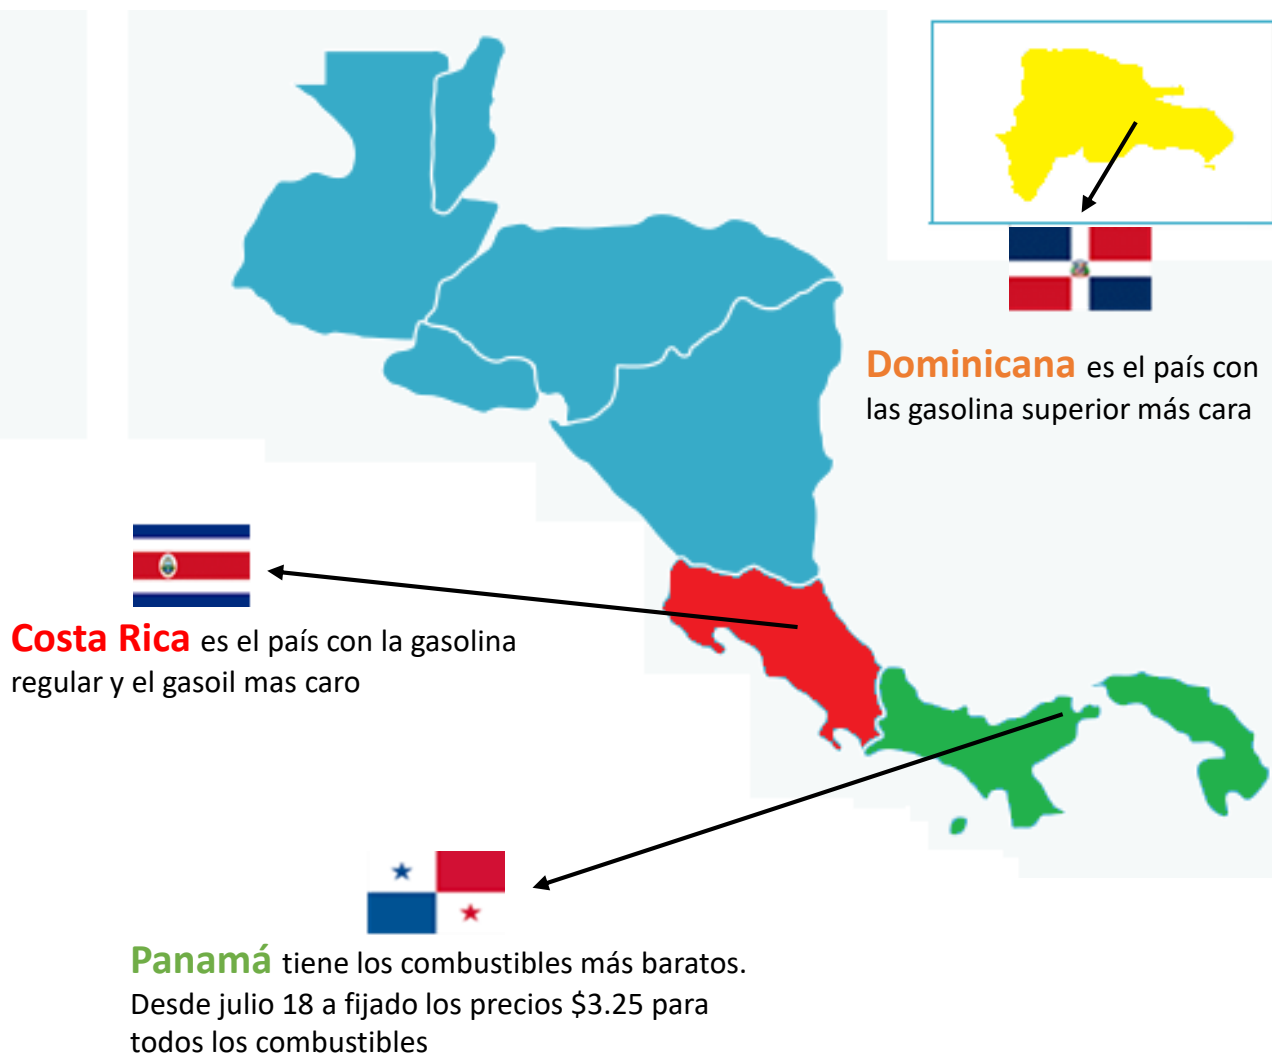 Dominicana es el país con
las gasolina superior más cara
Costa Rica es el país con la gasolina
regular y el gasoil mas caro
Panamá tiene los combustibles más baratos.
Desde julio 18 a fijado los precios $3.25 para
todos los combustibles